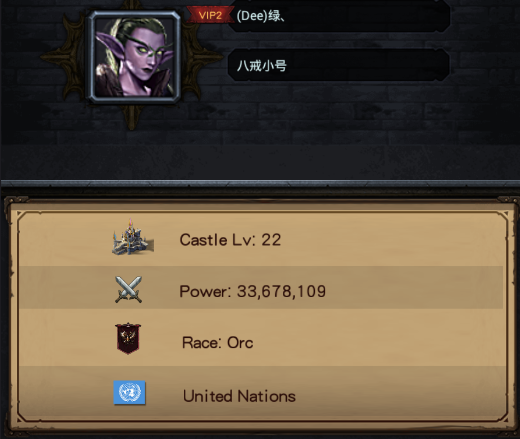 VIP2 (Dee)绿、
八戒小号
Castle Lv: 22
Power: 33,678,109
Race: Orc
United Nations